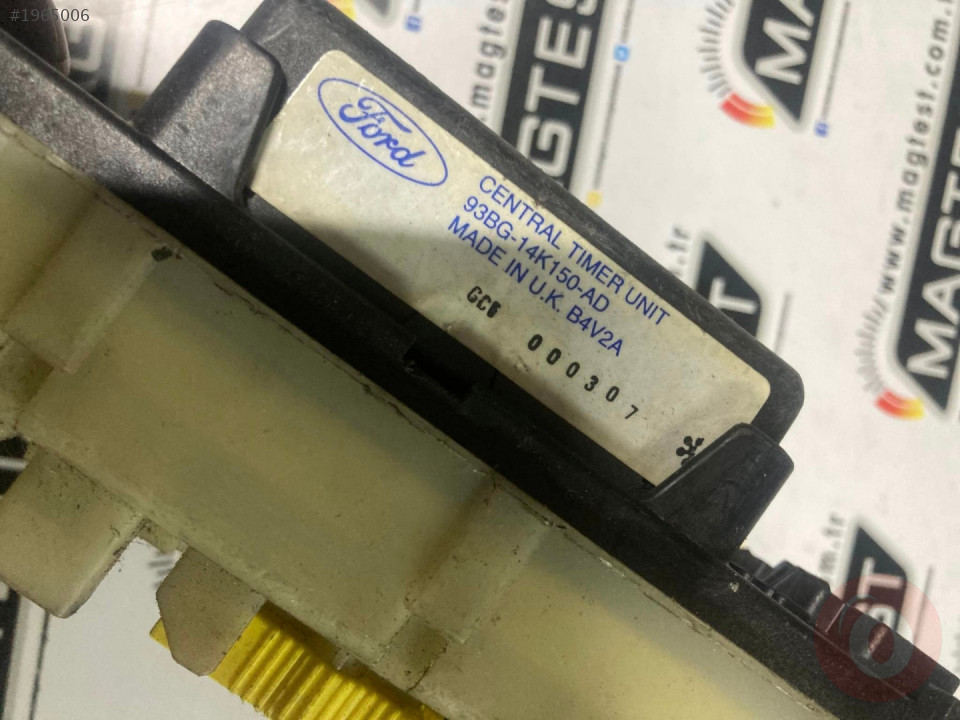 #1965006
Ford
CENTRAL TIMER UNIT
93BG-14K150-AD
MADE IN U.K. B4V2A
GC6 000307
www.magtest.com.tr
MAGTEST